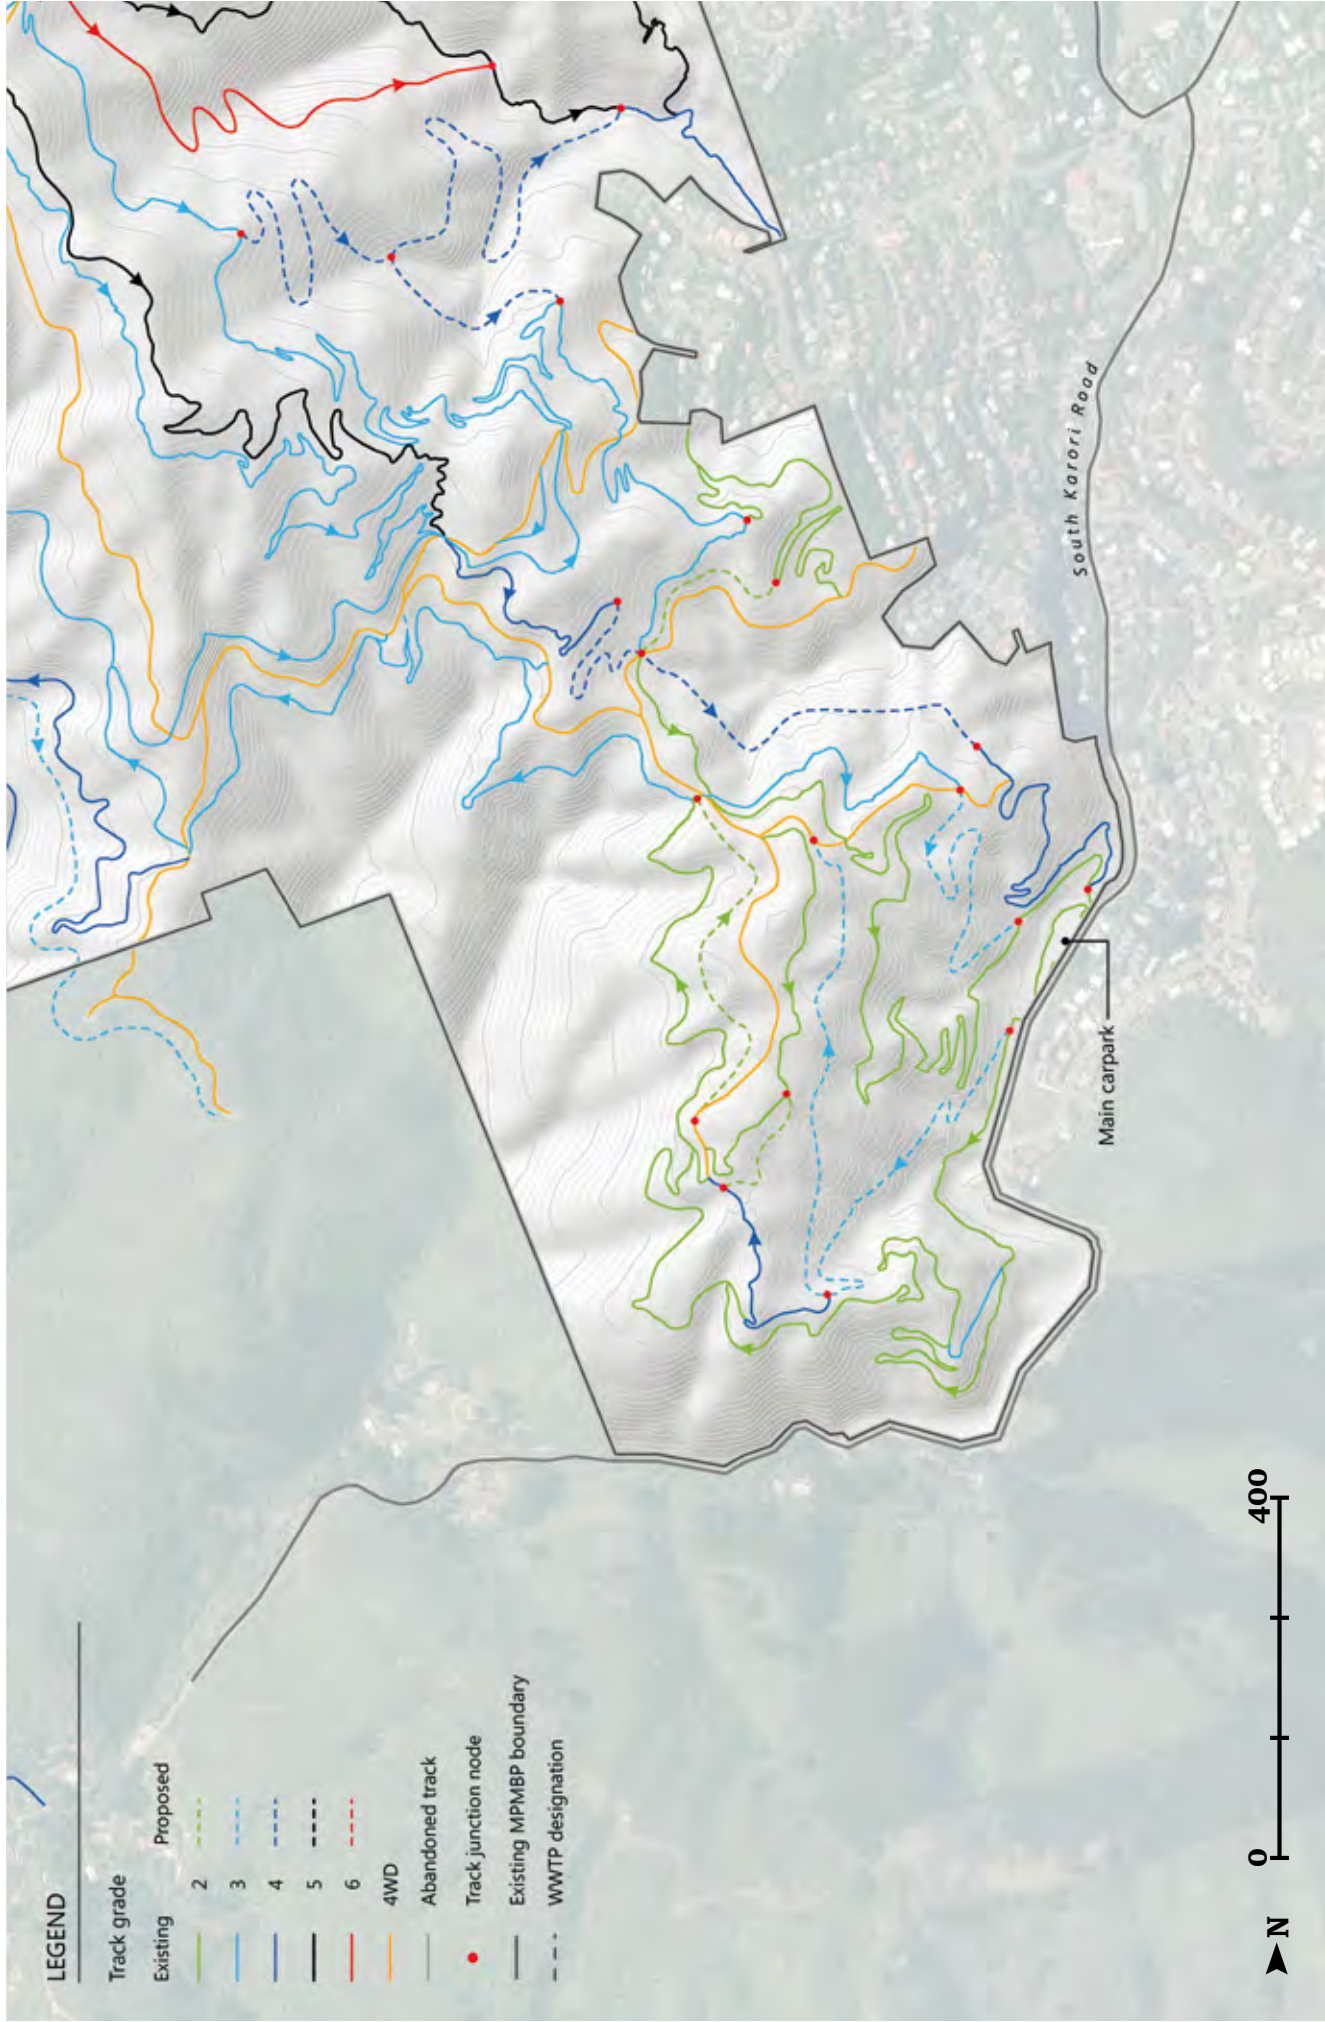 LEGEND
Track grade
Existing Proposed
2
3
4
5
6
4WD
Abandoned track
Track junction node
Existing MPMBP boundary
WWTP designation
South Karori Road
Main carpark
N
0 400